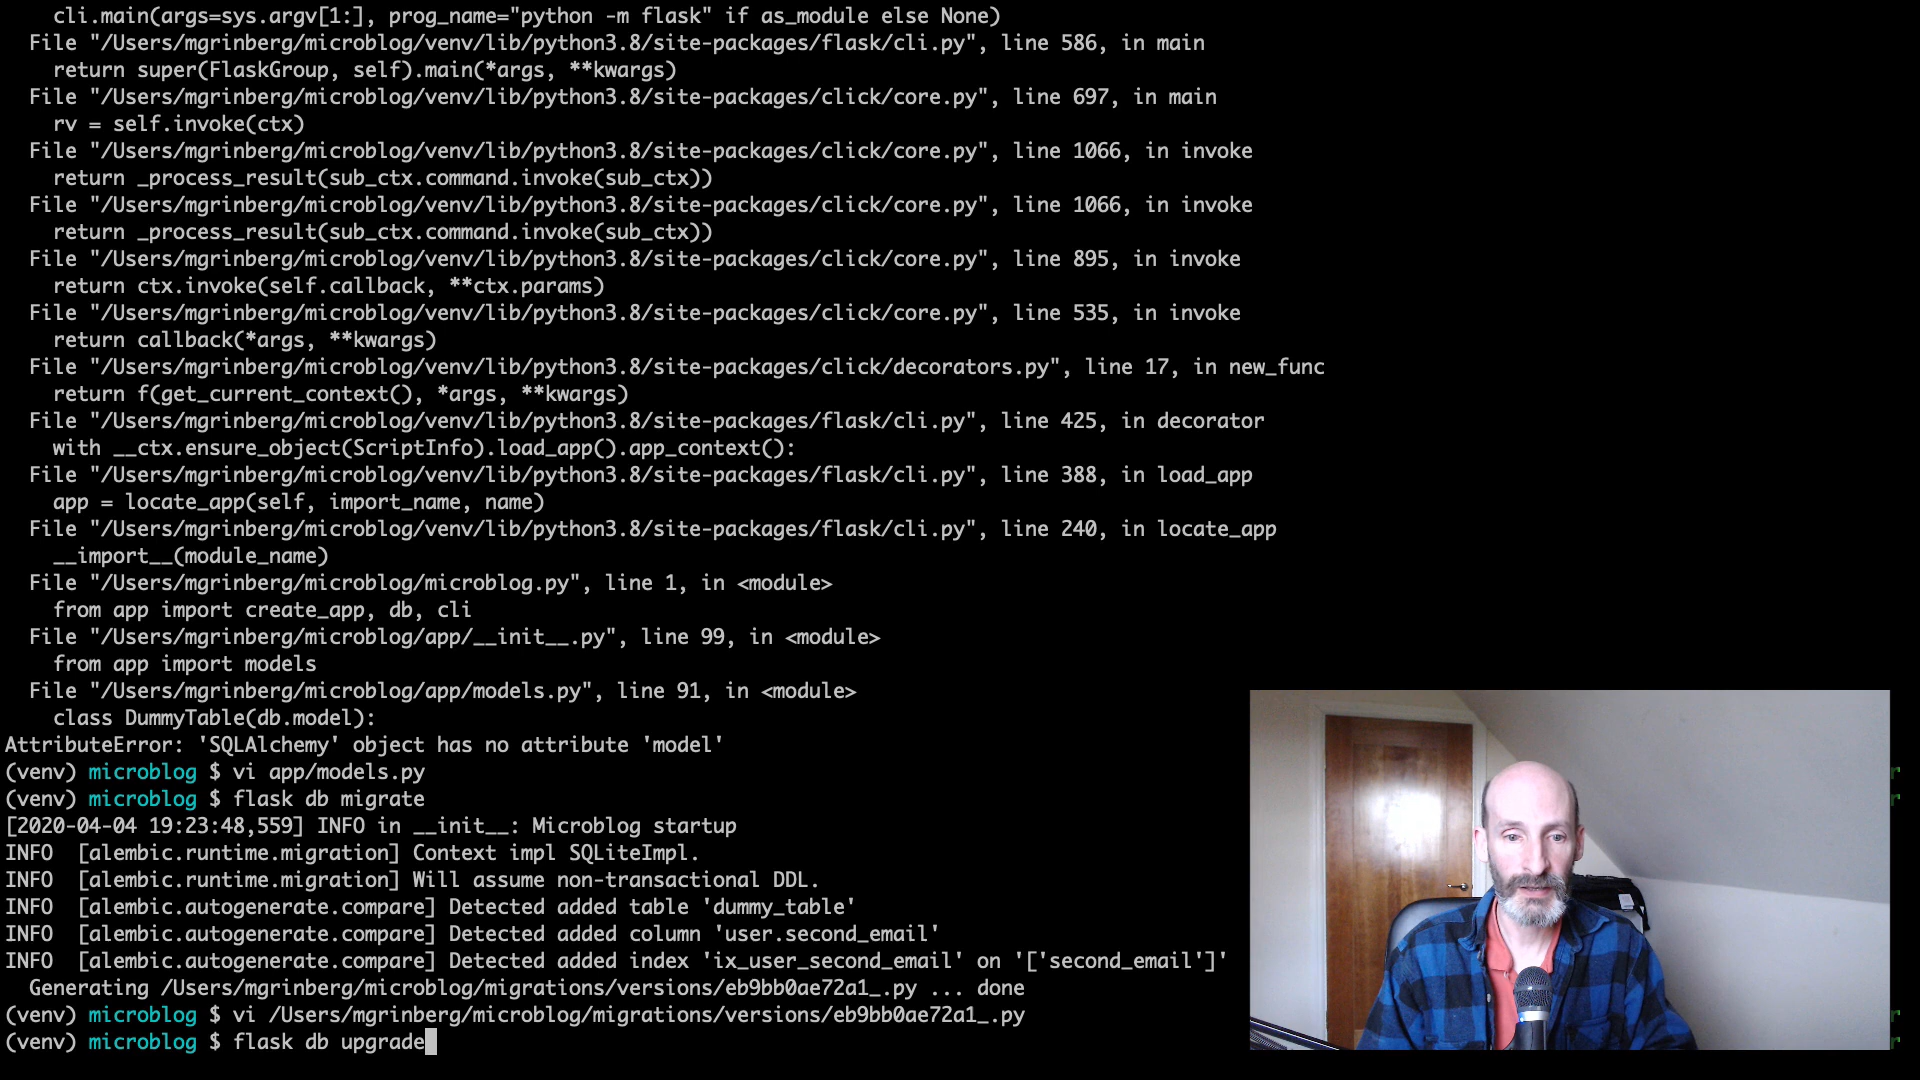 cli.main(args=sys.argv[1:], prog_name="python -m flask" if as_module else None)
File "/Users/mgrinberg/microblog/venv/lib/python3.8/site-packages/flask/cli.py", line 586, in main
return super(FlaskGroup, self).main(*args, **kwargs)
File "/Users/mgrinberg/microblog/venv/lib/python3.8/site-packages/click/core.py", line 697, in main
rv = self.invoke(ctx)
File "/Users/mgrinberg/microblog/venv/lib/python3.8/site-packages/click/core.py", line 1066, in invoke
return _process_result(sub_ctx.command.invoke(sub_ctx))
File "/Users/mgrinberg/microblog/venv/lib/python3.8/site-packages/click/core.py", line 1066, in invoke
return _process_result(sub_ctx.command.invoke(sub_ctx))
File "/Users/mgrinberg/microblog/venv/lib/python3.8/site-packages/click/core.py", line 895, in invoke
return ctx.invoke(self.callback, **ctx.params)
File "/Users/mgrinberg/microblog/venv/lib/python3.8/site-packages/click/core.py", line 535, in invoke
return callback(*args, **kwargs)
File "/Users/mgrinberg/microblog/venv/lib/python3.8/site-packages/click/decorators.py", line 17, in new_func
return f(get_current_context(), *args, **kwargs)
File "/Users/mgrinberg/microblog/venv/lib/python3.8/site-packages/flask/cli.py", line 425, in decorator
with __ctx.ensure_object(ScriptInfo).load_app().app_context():
File "/Users/mgrinberg/microblog/venv/lib/python3.8/site-packages/flask/cli.py", line 388, in load_app
app = locate_app(self, import_name, name)
File "/Users/mgrinberg/microblog/venv/lib/python3.8/site-packages/flask/cli.py", line 240, in locate_app
__import__(module_name)
File "/Users/mgrinberg/microblog/microblog.py", line 1, in <module>
from app import create_app, db, cli
File "/Users/mgrinberg/microblog/app/__init__.py", line 99, in <module>
from app import models
File "/Users/mgrinberg/microblog/app/models.py", line 91, in <module>
class DummyTable(db.model):
AttributeError: 'SQLAlchemy' object has no attribute 'model'
(venv) microblog $ vi app/models.py
(venv) microblog $ flask db migrate
[2020-04-04 19:23:48,559] INFO in __init__: Microblog startup
INFO [alembic.runtime.migration] Context impl SQLiteImpl.
INFO [alembic.runtime.migration] Will assume non-transactional DDL.
INFO [alembic.autogenerate.compare] Detected added table 'dummy_table'
INFO [alembic.autogenerate.compare] Detected added column 'user.second_email'
INFO [alembic.autogenerate.compare] Detected added index 'ix_user_second_email' on '['second_email']'
Generating /Users/mgrinberg/microblog/migrations/versions/eb9bb0ae72a1_.py ... done
(venv) microblog $ vi /Users/mgrinberg/microblog/migrations/versions/eb9bb0ae72a1_.py
(venv) microblog $ flask db upgrade